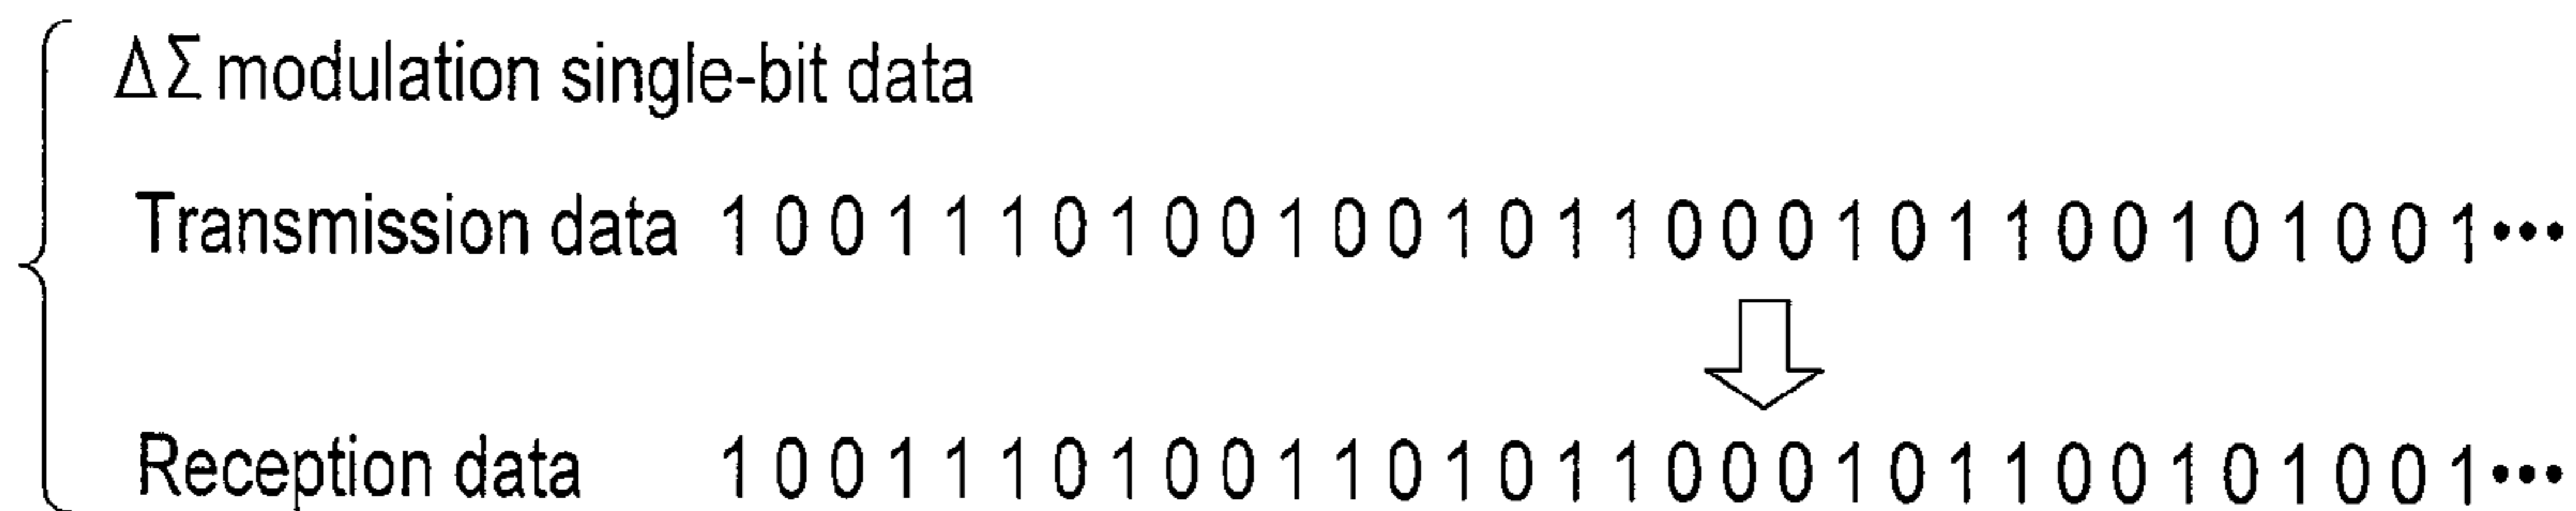 ΔΣ modulation single-bit data
Transmission data 1 0 0 1 1 1 0 1 0 0 1 0 0 1 0 1 1 0 0 0 1 0 1 1 0 0 1 0 1 0 0 1•••
Reception data 1 0 0 1 1 1 0 1 0 0 1 1 0 1 0 1 1 0 0 0 1 0 1 1 0 0 1 0 1 0 0 1•••